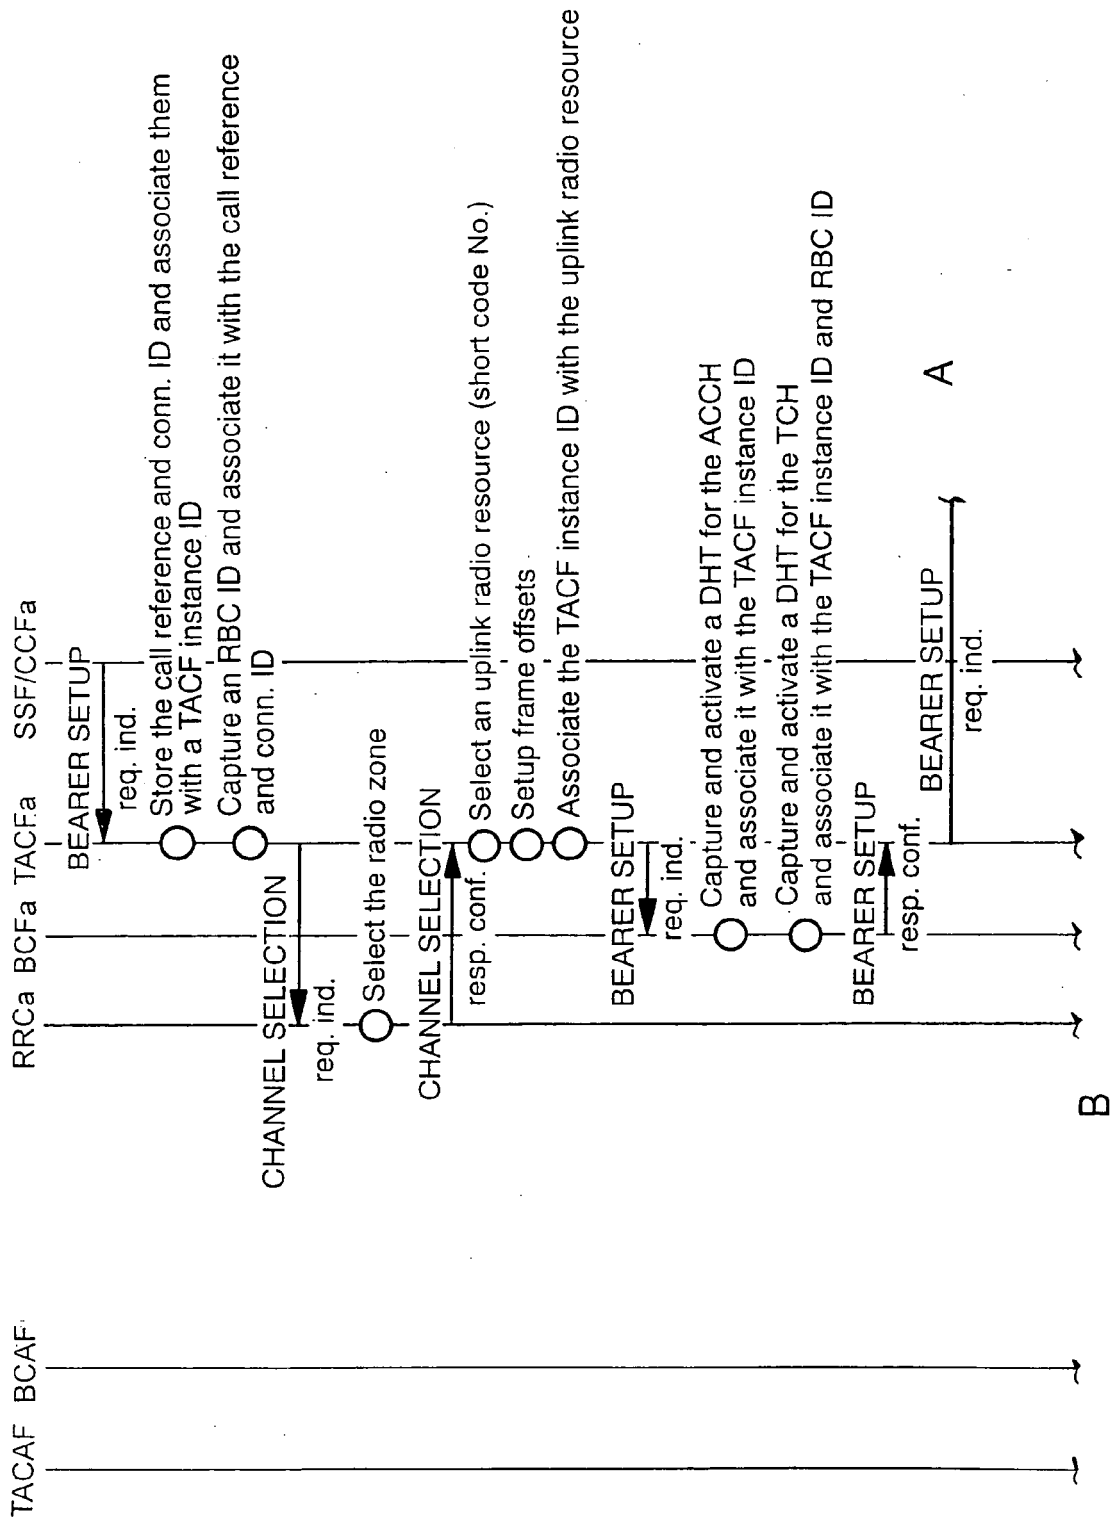 TACAF BCAF RRCa BCFa TACFa SSF/CCFa
BEARER SETUP
req. ind.
Store the call reference and conn. ID and associate them
with a TACF instance ID
Capture an RBC ID and associate it with the call reference
and conn. ID
CHANNEL SELECTION
req. ind.
Select the radio zone
CHANNEL SELECTION
resp. conf.
Select an uplink radio resource (short code No.)
Setup frame offsets
Associate the TACF instance ID with the uplink radio resource
BEARER SETUP
req. ind.
Capture and activate a DHT for the ACCH
and associate it with the TACF instance ID
Capture and activate a DHT for the TCH
and associate it with the TACF instance ID and RBC ID
BEARER SETUP
resp. conf.
BEARER SETUP
req. ind.
A
B